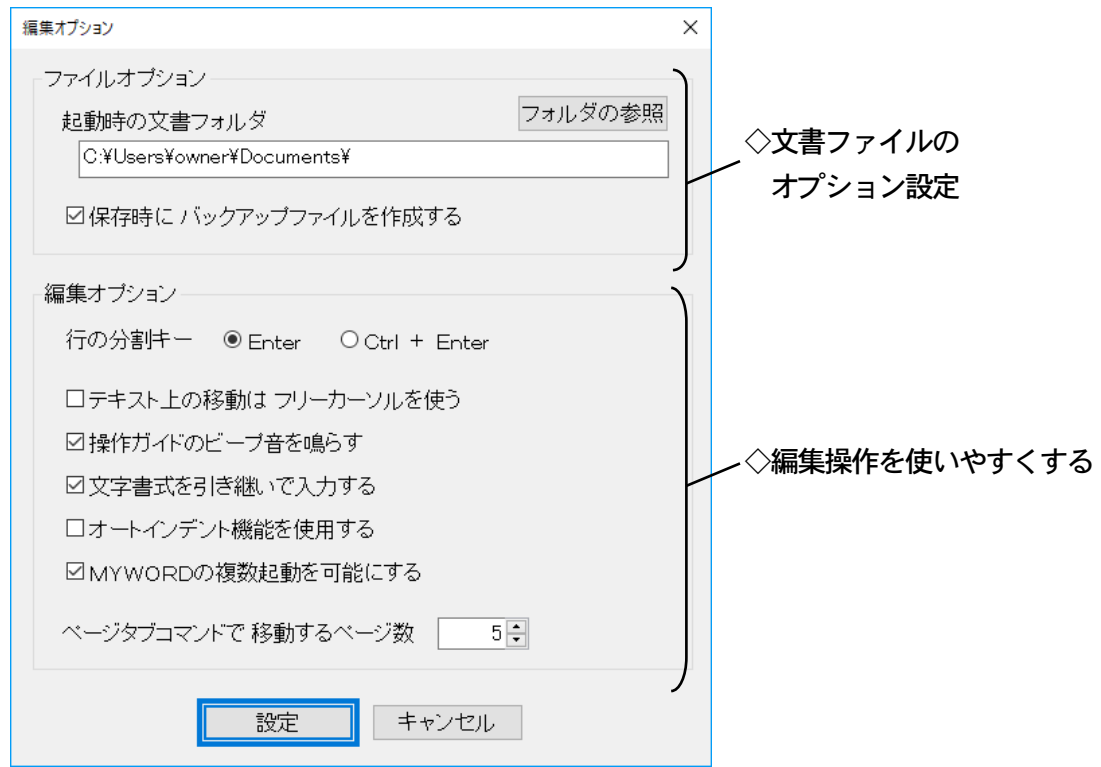 編集オプション
ファイルオプション
起動時の文書フォルダ
フォルダの参照
C:¥Users¥owner¥Documents¥
保存時に バックアップファイルを作成する
◇文書ファイルの
オプション設定
編集オプション
行の分割キー Enter Ctrl + Enter
テキスト上の移動は フリーカーソルを使う
操作ガイドのビープ音を鳴らす
文字書式を引き継いで入力する
オートインデント機能を使用する
MYWORDの複数起動を可能にする
ページタブコマンドで 移動するページ数 5
◇編集操作を使いやすくする
設定 キャンセル